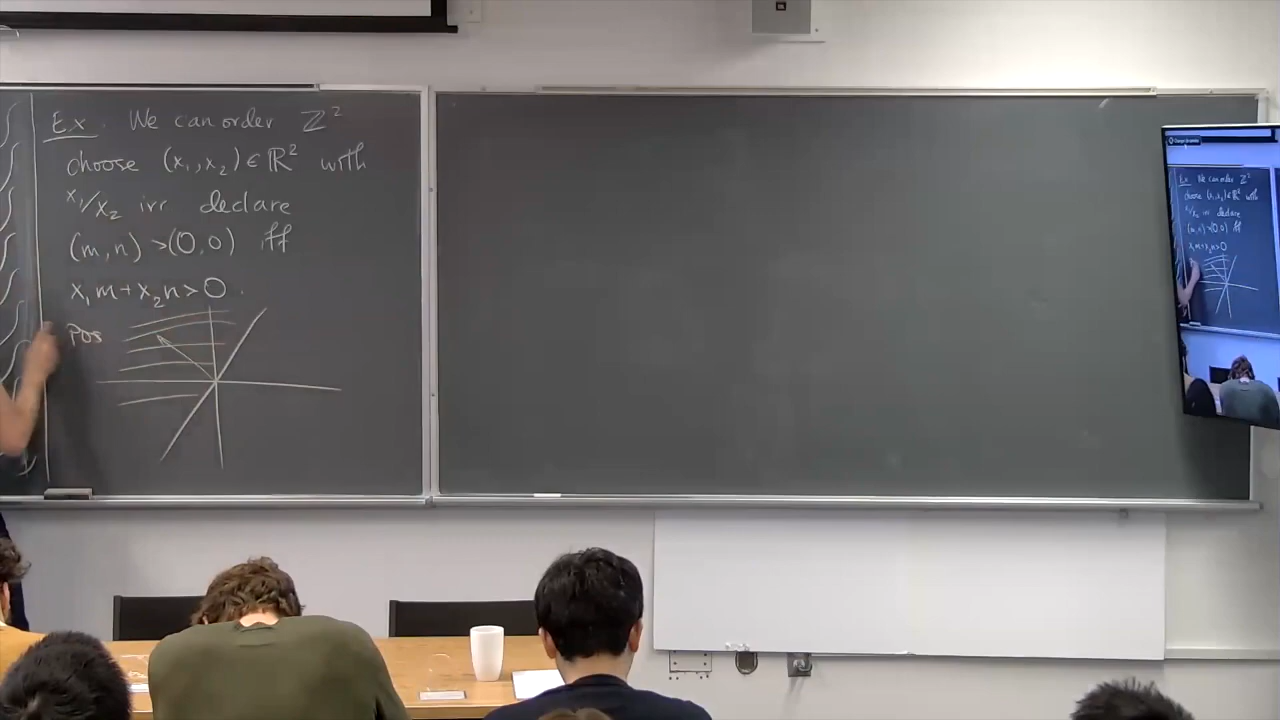 Ex. We can order ℤ²
choose (x₁,x₂) ∈ ℝ² with
x₁/x₂ irr declare
(m,n) >(0,0) iff
x₁m+x₂n>0.
Pos